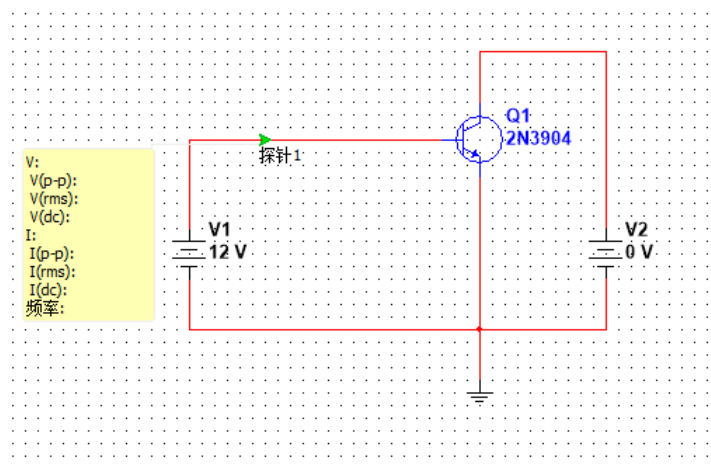 Q1
2N3904
探针1
V:
V(p-p):
V(rms):
V(dc):
I:
I(p-p):
I(rms):
I(dc):
频率:
V1
12 V
V2
0 V